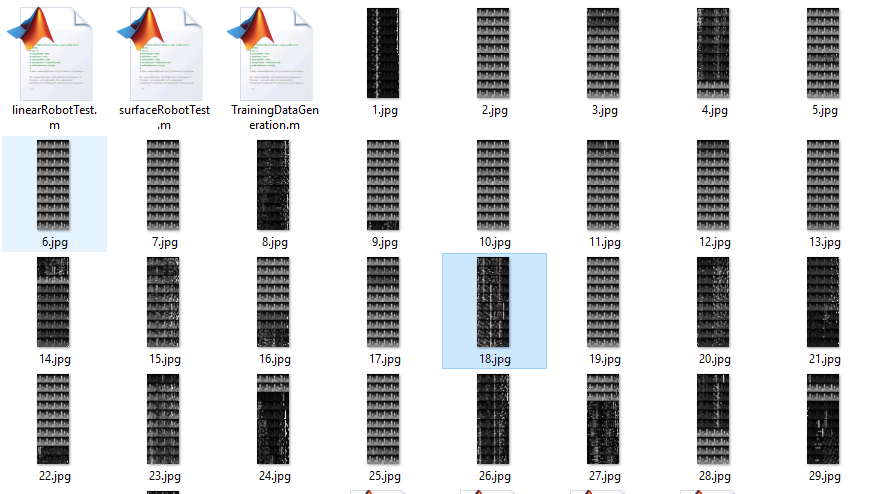 linearRobotTest.
m
surfaceRobotTest
.m
TrainingDataGen
eration.m
1.jpg
2.jpg
3.jpg
4.jpg
5.jpg
6.jpg
7.jpg
8.jpg
9.jpg
10.jpg
11.jpg
12.jpg
13.jpg
14.jpg
15.jpg
16.jpg
17.jpg
18.jpg
19.jpg
20.jpg
21.jpg
22.jpg
23.jpg
24.jpg
25.jpg
26.jpg
27.jpg
28.jpg
29.jpg